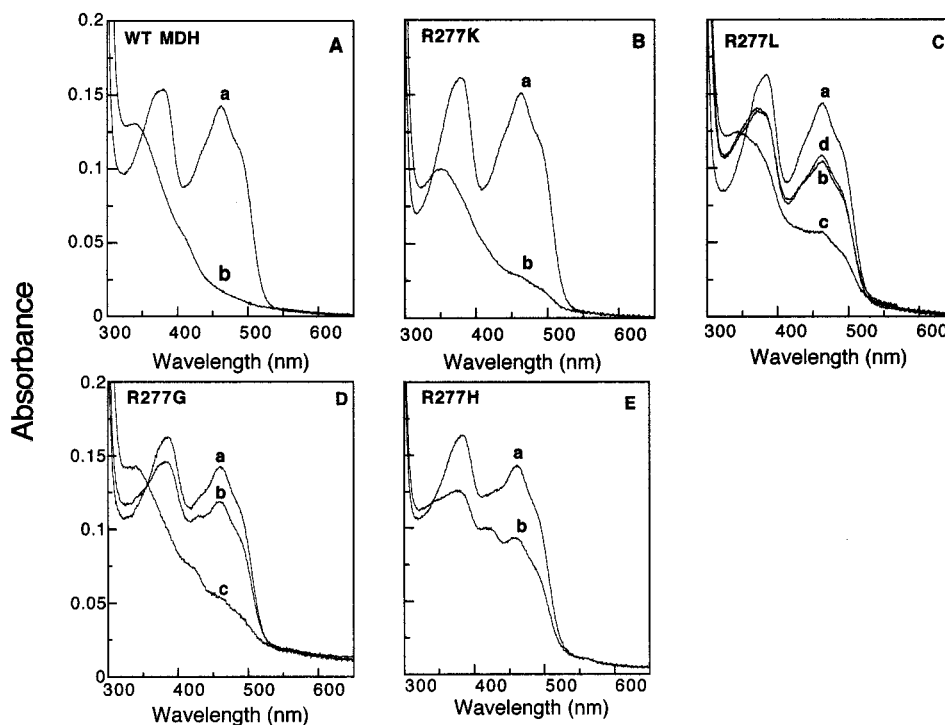 0.2
WT MDH
A
a
b
0.15
0.1
0.05
0
300 400 500 600
Wavelength (nm)
R277K
B
a
b
300 400 500 600
Wavelength (nm)
R277L
C
a
d
b
c
300 400 500 600
Wavelength (nm)
Absorbance
0.2
R277G
D
a
b
c
0.15
0.1
0.05
0
300 400 500 600
Wavelength (nm)
R277H
E
a
b
300 400 500 600
Wavelength (nm)